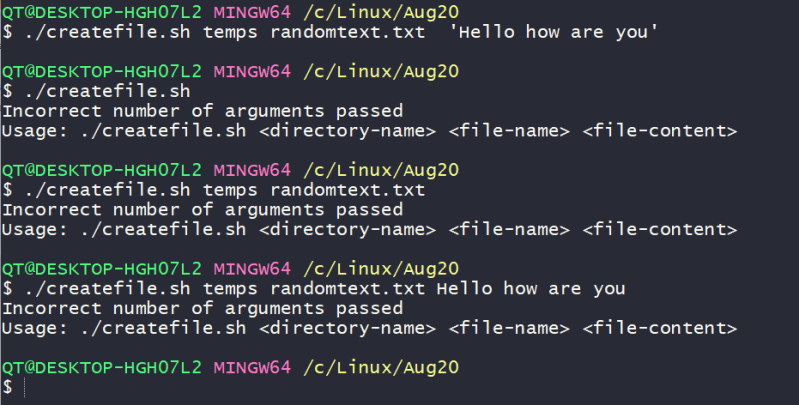 QT@DESKTOP-HGH07L2 MINGW64 /c/Linux/Aug20
$ ./createfile.sh temps randomtext.txt  'Hello how are you'
QT@DESKTOP-HGH07L2 MINGW64 /c/Linux/Aug20
$ ./createfile.sh
Incorrect number of arguments passed
Usage: ./createfile.sh <directory-name> <file-name> <file-content>
QT@DESKTOP-HGH07L2 MINGW64 /c/Linux/Aug20
$ ./createfile.sh temps randomtext.txt
Incorrect number of arguments passed
Usage: ./createfile.sh <directory-name> <file-name> <file-content>
QT@DESKTOP-HGH07L2 MINGW64 /c/Linux/Aug20
$ ./createfile.sh temps randomtext.txt Hello how are you
Incorrect number of arguments passed
Usage: ./createfile.sh <directory-name> <file-name> <file-content>
QT@DESKTOP-HGH07L2 MINGW64 /c/Linux/Aug20
$